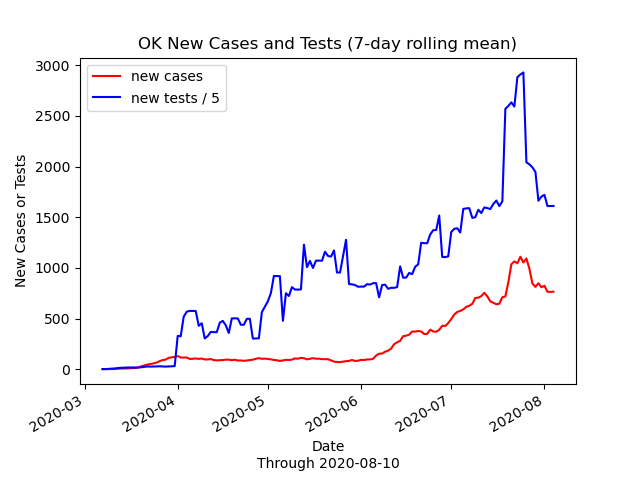 OK New Cases and Tests (7-day rolling mean)
new cases
new tests / 5
New Cases or Tests
3000
2500
2000
1500
1000
500
0
2020-03
2020-04
2020-05
2020-06
2020-07
2020-08
Date
Through 2020-08-10